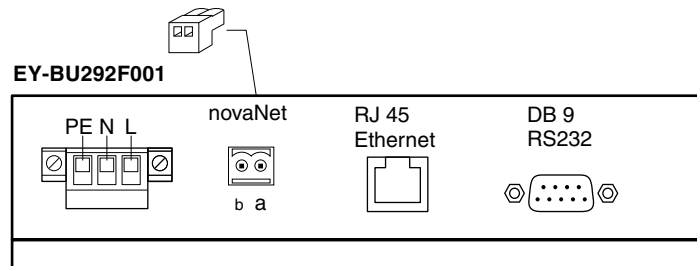 EY-BU292F001
PE N L
novaNet
b a
RJ 45
Ethernet
DB 9
RS232